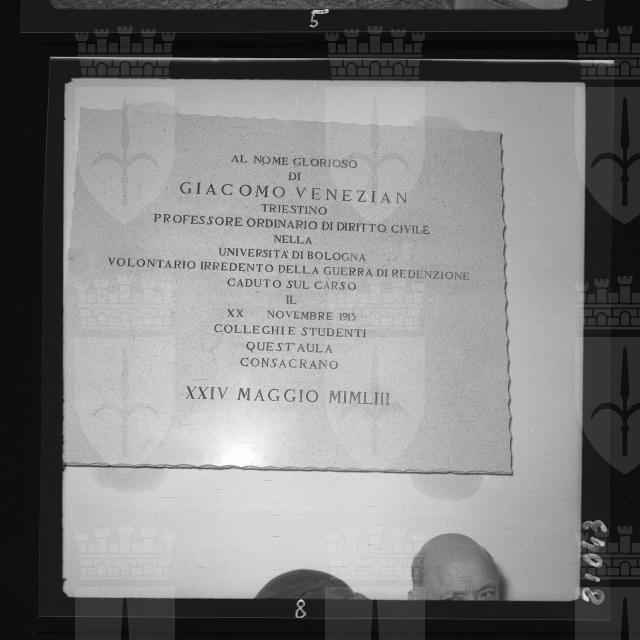 5
AL NOME GLORIOSO
DI
GIACOMO VENEZIAN
TRIESTINO
PROFESSORE ORDINARIO DI DIRITTO CIVILE
NELLA
UNIVERSITA' DI BOLOGNA
VOLONTARIO IRREDENTO DELLA GUERRA DI REDENZIONE
CADUTO SUL CARSO
IL
XX NOVEMBRE 1915
COLLEGHI E STUDENTI
QUEST'AULA
CONSACRANO
XXIV MAGGIO MIMLIII
8